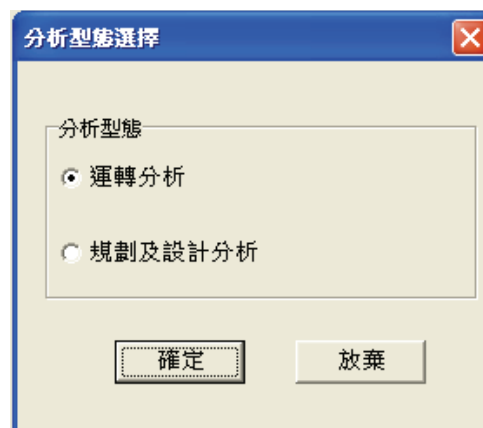 分析型態選擇
分析型態
運轉分析
規劃及設計分析
確定
放棄